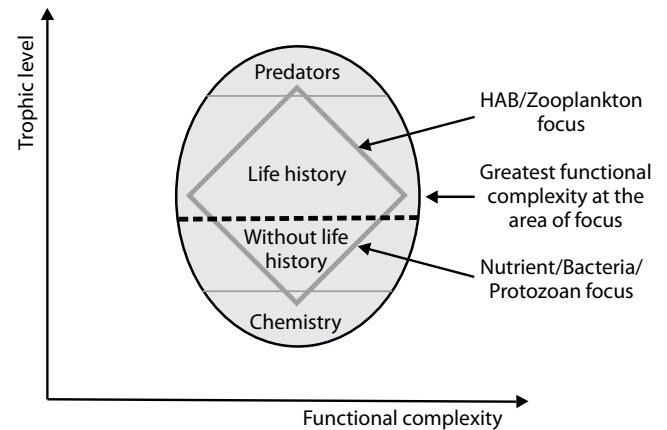 Trophic level
Predators
HAB/Zooplankton
focus
Life history
Greatest functional
complexity at the
area of focus
Without life
history
Nutrient/Bacteria/
Protozoan focus
Chemistry
Functional complexity